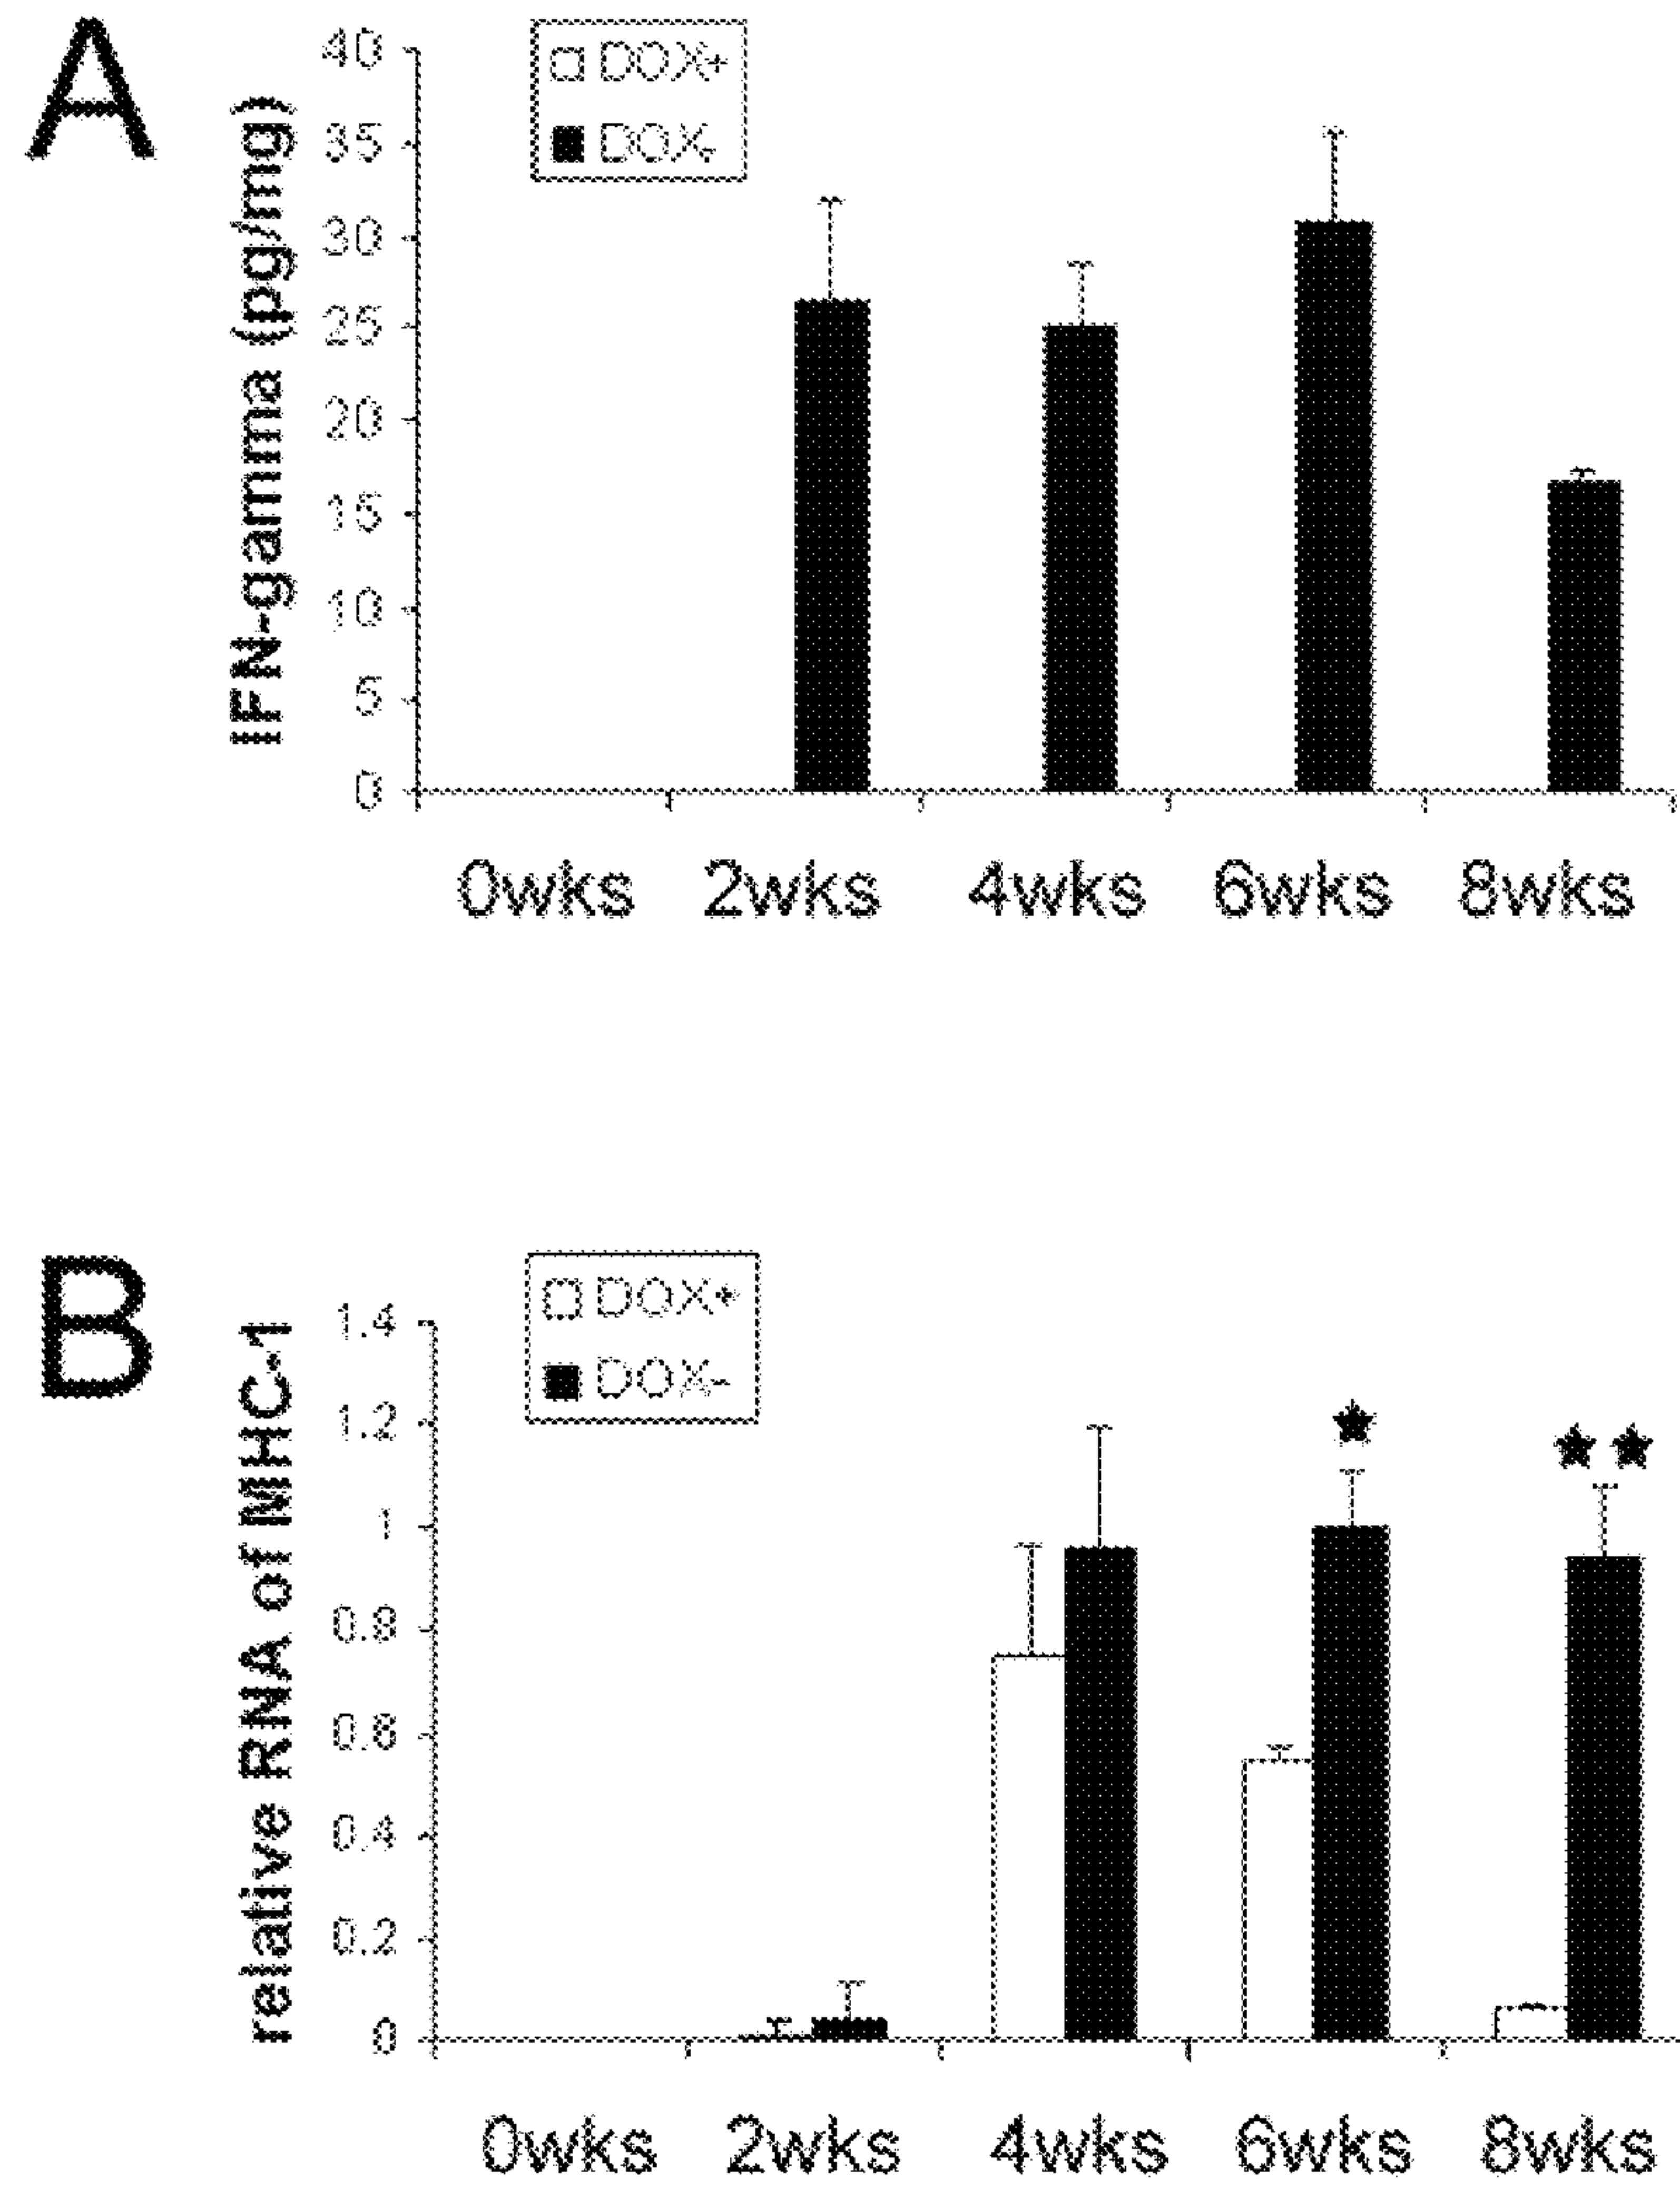 A
IFN-gamma (pg/mg)
40
35
30
25
20
15
10
5
0
DOX+
DOX-
0wks 2wks 4wks 6wks 8wks
B
relative RNA of MHC-1
1.4
1.2
1
0.8
0.6
0.4
0.2
0
DOX+
DOX-
★
★★
0wks 2wks 4wks 6wks 8wks